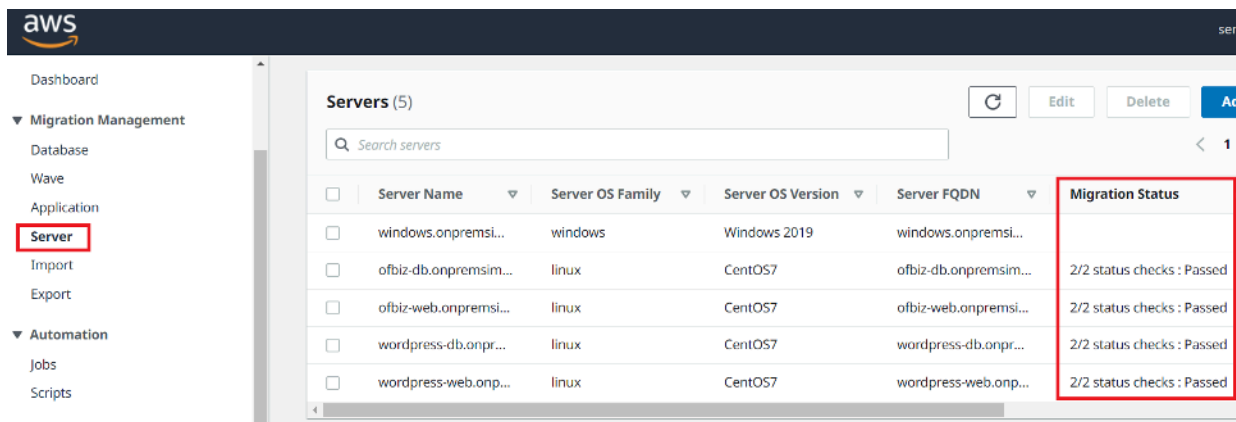 aws
ser
Dashboard
▼ Migration Management
Database
Wave
Application
Server
Import
Export
▼ Automation
Jobs
Scripts
Servers (5)
Edit Delete Ad
Search servers
< 1
Server Name Server OS Family Server OS Version Server FQDN Migration Status
windows.onpremsi... windows Windows 2019 windows.onpremsi...
ofbiz-db.onpremsim... linux CentOS7 ofbiz-db.onpremsim... 2/2 status checks : Passed
ofbiz-web.onpremsi... linux CentOS7 ofbiz-web.onpremsi... 2/2 status checks : Passed
wordpress-db.onpr... linux CentOS7 wordpress-db.onpr... 2/2 status checks : Passed
wordpress-web.onp... linux CentOS7 wordpress-web.onp... 2/2 status checks : Passed